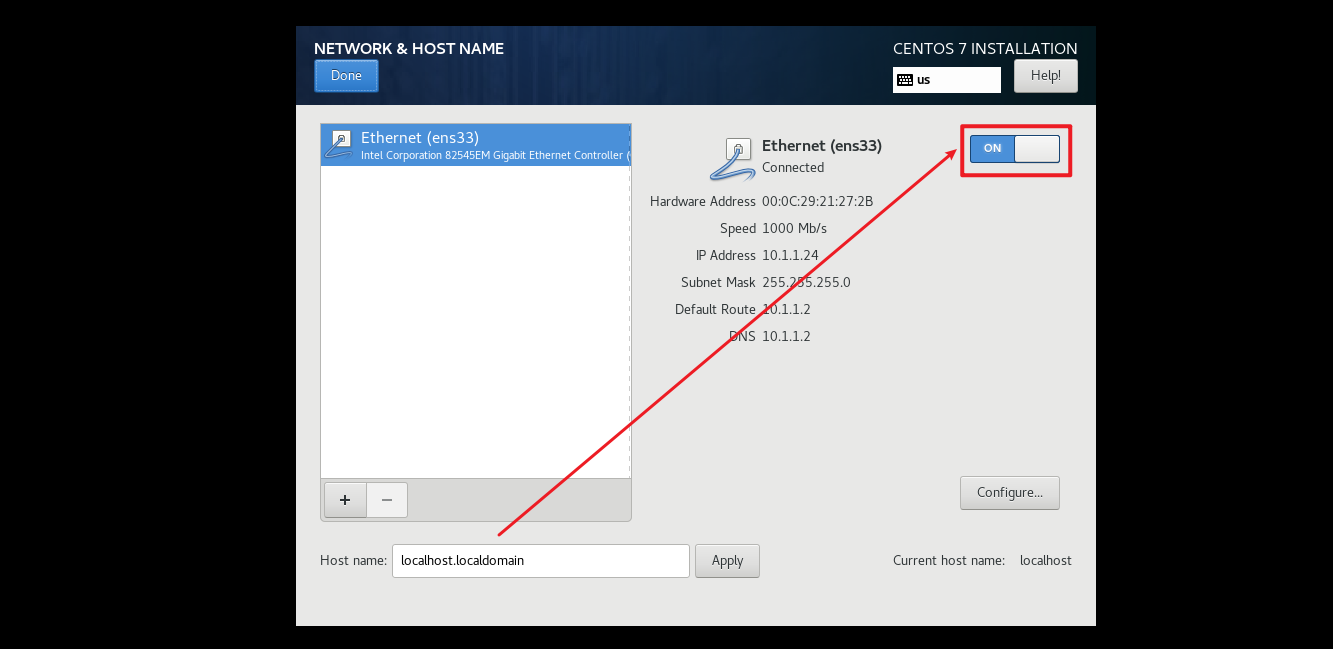 NETWORK & HOST NAME
CENTOS 7 INSTALLATION
Done
us
Help!
Ethernet (ens33)
Intel Corporation 82545EM Gigabit Ethernet Controller (
Ethernet (ens33)
Connected
ON
Hardware Address 00:0C:29:21:27:2B
Speed 1000 Mb/s
IP Address 10.1.1.24
Subnet Mask 255.255.255.0
Default Route 10.1.1.2
DNS 10.1.1.2
+ −
Configure...
Host name: localhost.localdomain Apply
Current host name: localhost